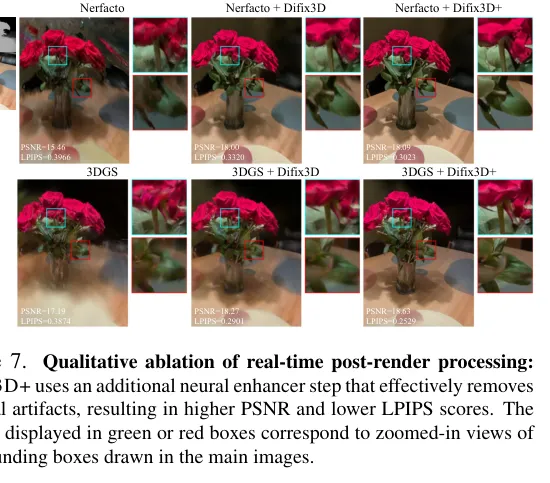 Nerfacto Nerfacto + Difix3D Nerfacto + Difix3D+
PSNR=15.46 PSNR=18.00 PSNR=18.09
LPIPS=0.3966 LPIPS=0.3320 LPIPS=0.3023
3DGS 3DGS + Difix3D 3DGS + Difix3D+
PSNR=17.19 PSNR=18.27 PSNR=18.63
LPIPS=0.3874 LPIPS=0.2901 LPIPS=0.2529
7. Qualitative ablation of real-time post-render processing:
3D+ uses an additional neural enhancer step that effectively removes
al artifacts, resulting in higher PSNR and lower LPIPS scores. The
displayed in green or red boxes correspond to zoomed-in views of
unding boxes drawn in the main images.